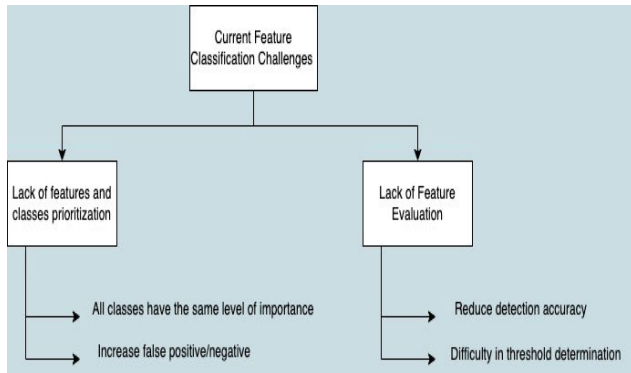 Current Feature
Classification Challenges
Lack of features and
classes prioritization
All classes have the same level of importance
Increase false positive/negative
Lack of Feature
Evaluation
Reduce detection accuracy
Difficulty in threshold determination